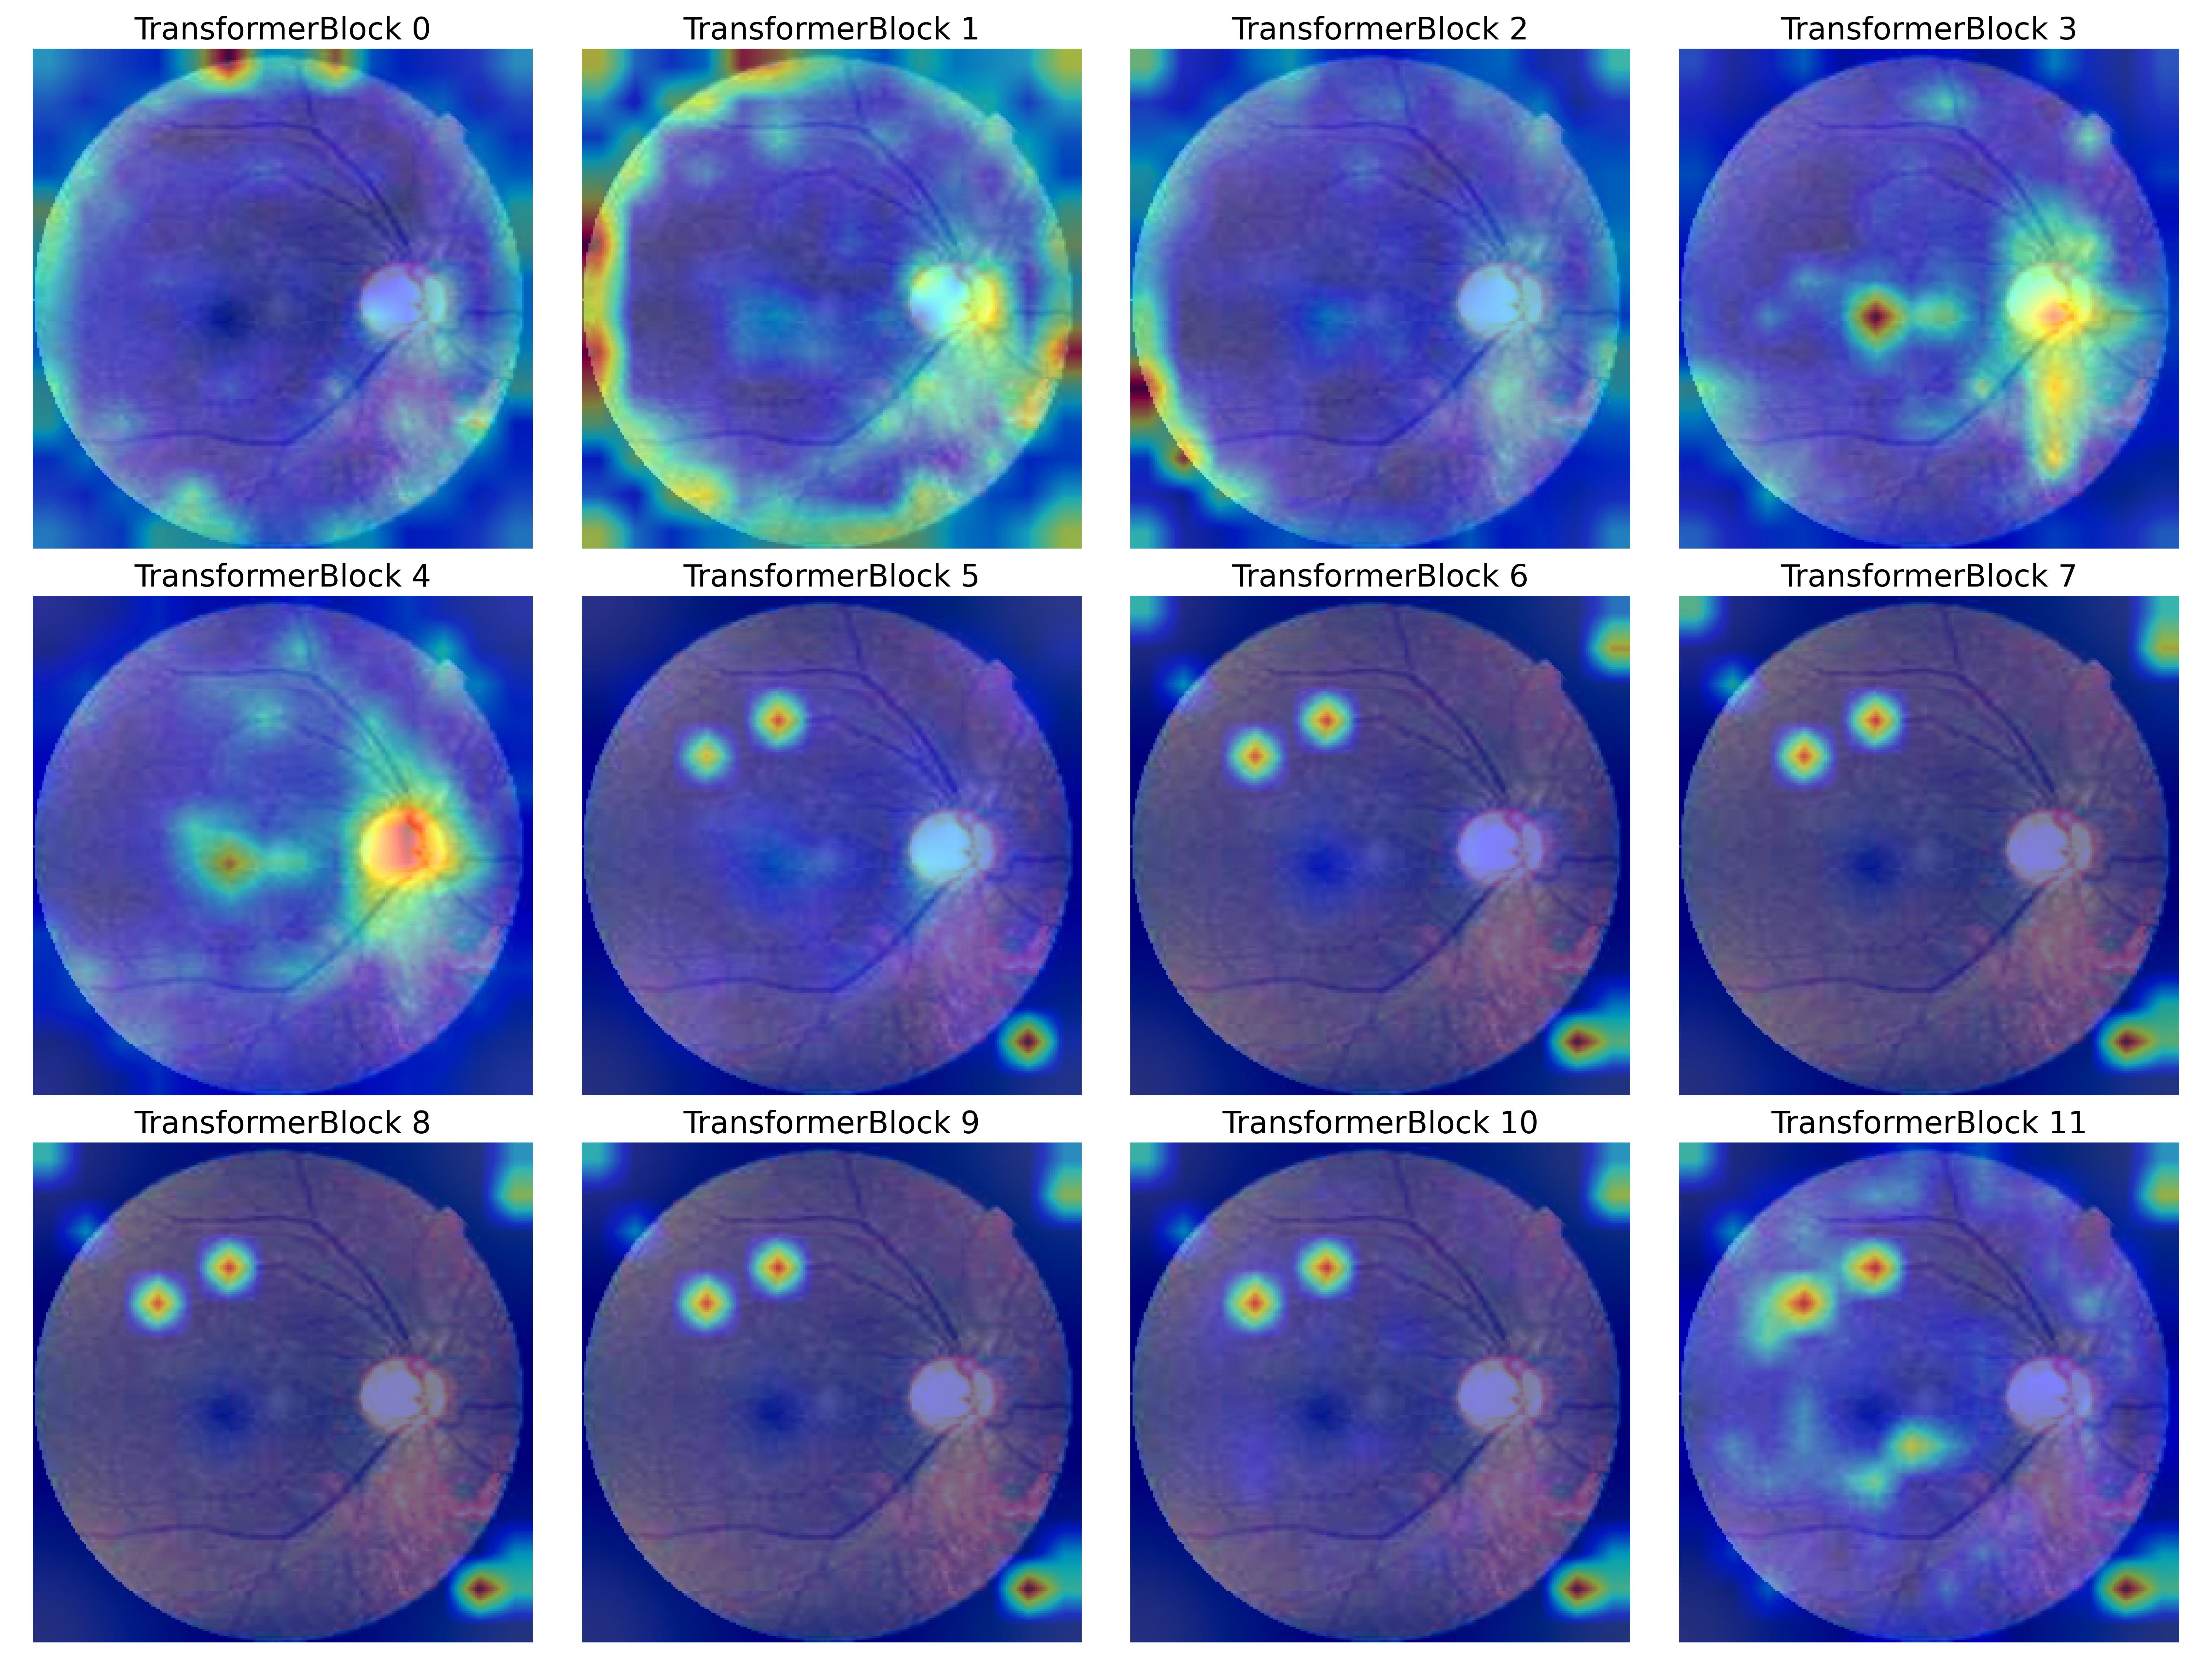 TransformerBlock 0
TransformerBlock 1
TransformerBlock 2
TransformerBlock 3
TransformerBlock 4
TransformerBlock 5
TransformerBlock 6
TransformerBlock 7
TransformerBlock 8
TransformerBlock 9
TransformerBlock 10
TransformerBlock 11